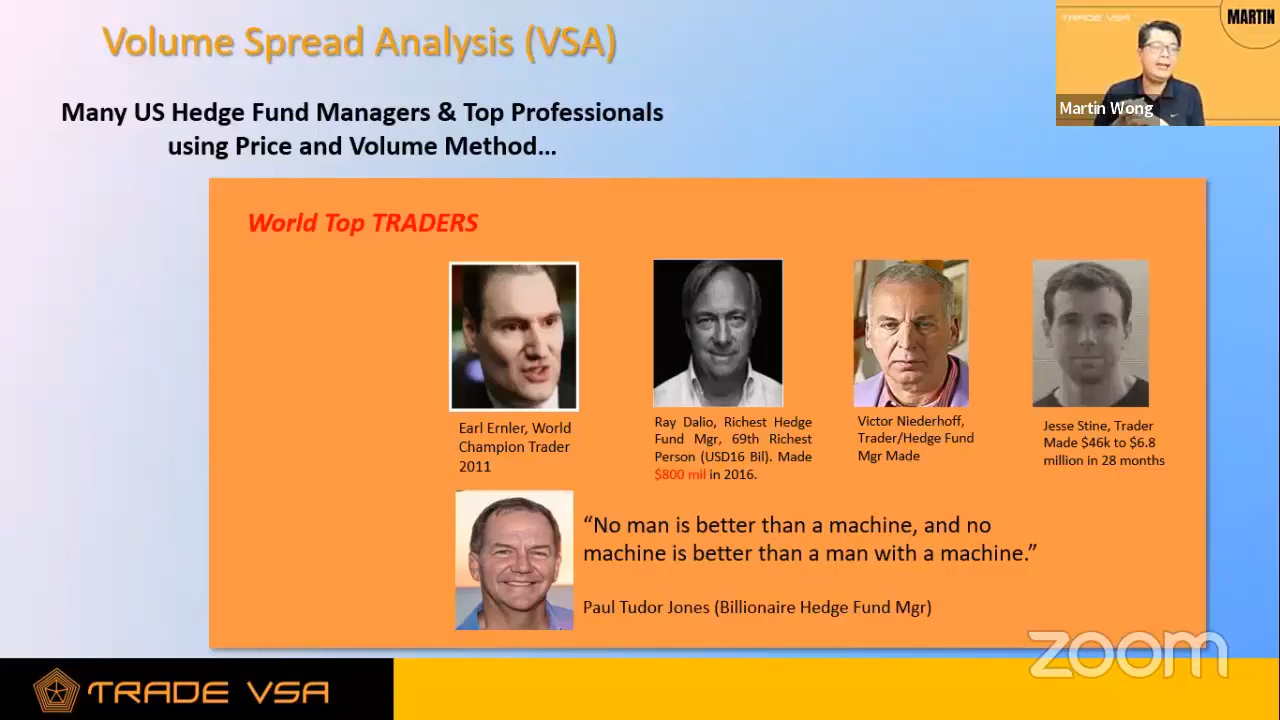 Volume Spread Analysis (VSA)
TRADE VSA
MARTIN
Martin Wong
Many US Hedge Fund Managers & Top Professionals
using Price and Volume Method...
World Top TRADERS
Earl Ernler, World
Champion Trader
2011
Ray Dalio, Richest Hedge
Fund Mgr, 69th Richest
Person (USD16 Bil). Made
$800 mil in 2016.
Victor Niederhoff,
Trader/Hedge Fund
Mgr Made
Jesse Stine, Trader
Made $46k to $6.8
million in 28 months
“No man is better than a machine, and no
machine is better than a man with a machine.”
Paul Tudor Jones (Billionaire Hedge Fund Mgr)
zoom
TRADE VSA